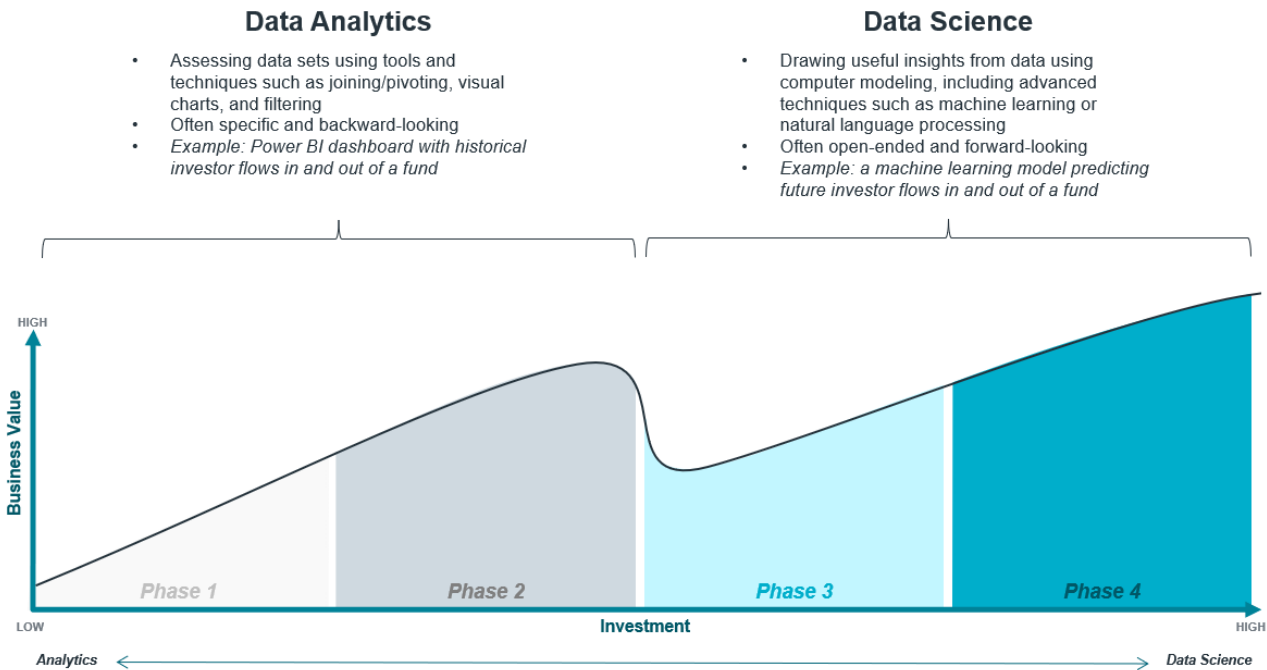 Data Analytics
• Assessing data sets using tools and
techniques such as joining/pivoting, visual
charts, and filtering
• Often specific and backward-looking
• Example: Power BI dashboard with historical
investor flows in and out of a fund
Data Science
• Drawing useful insights from data using
computer modeling, including advanced
techniques such as machine learning or
natural language processing
• Often open-ended and forward-looking
• Example: a machine learning model predicting
future investor flows in and out of a fund
HIGH
Business Value
Phase 1
Phase 2
Phase 3
Phase 4
LOW
Investment
HIGH
Analytics
Data Science